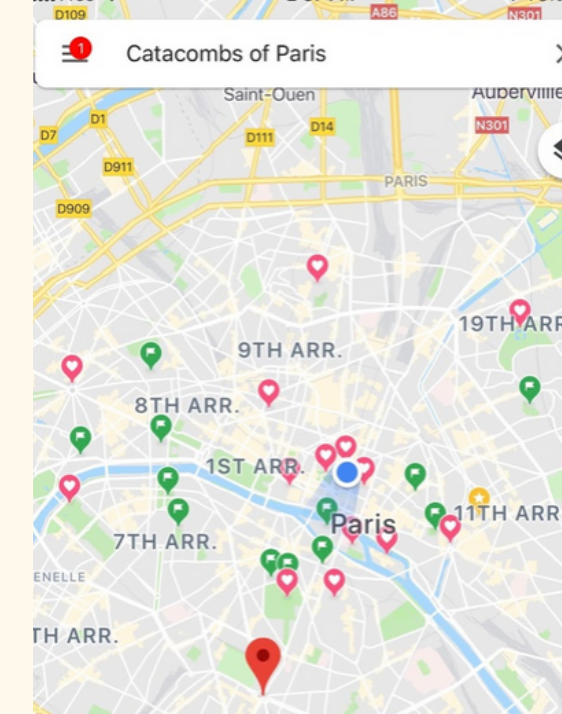 D109
A86
N301
1
Catacombs of Paris
Saint-Ouen
Aubervillie
D7
D1
D111
D14
N301
D911
PARIS
D909
19TH ARR
9TH ARR.
8TH ARR.
1ST ARR.
11TH ARR
Paris
7TH ARR.
ENELLE
TH ARR.